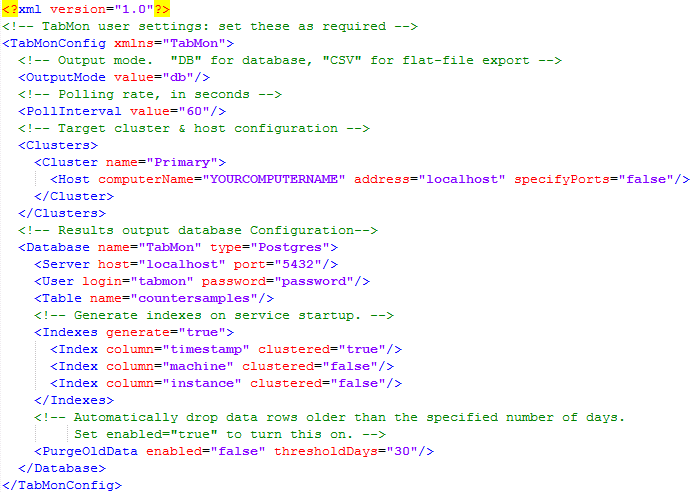 <?xml version="1.0"?>
<!-- TabMon user settings: set these as required -->
<TabMonConfig xmlns="TabMon">
  <!-- Output mode.  "DB" for database, "CSV" for flat-file export -->
  <OutputMode value="db"/>
  <!-- Polling rate, in seconds -->
  <PollInterval value="60"/>
  <!-- Target cluster & host configuration -->
  <Clusters>
    <Cluster name="Primary">
      <Host computerName="YOURCOMPUTERNAME" address="localhost" specifyPorts="false"/>
    </Cluster>
  </Clusters>
  <!-- Results output database Configuration-->
  <Database name="TabMon" type="Postgres">
    <Server host="localhost" port="5432"/>
    <User login="tabmon" password="password"/>
    <Table name="countersamples"/>
    <!-- Generate indexes on service startup. -->
    <Indexes generate="true">
      <Index column="timestamp" clustered="true"/>
      <Index column="machine" clustered="false"/>
      <Index column="instance" clustered="false"/>
    </Indexes>
    <!-- Automatically drop data rows older than the specified number of days.
         Set enabled="true" to turn this on. -->
    <PurgeOldData enabled="false" thresholdDays="30"/>
  </Database>
</TabMonConfig>